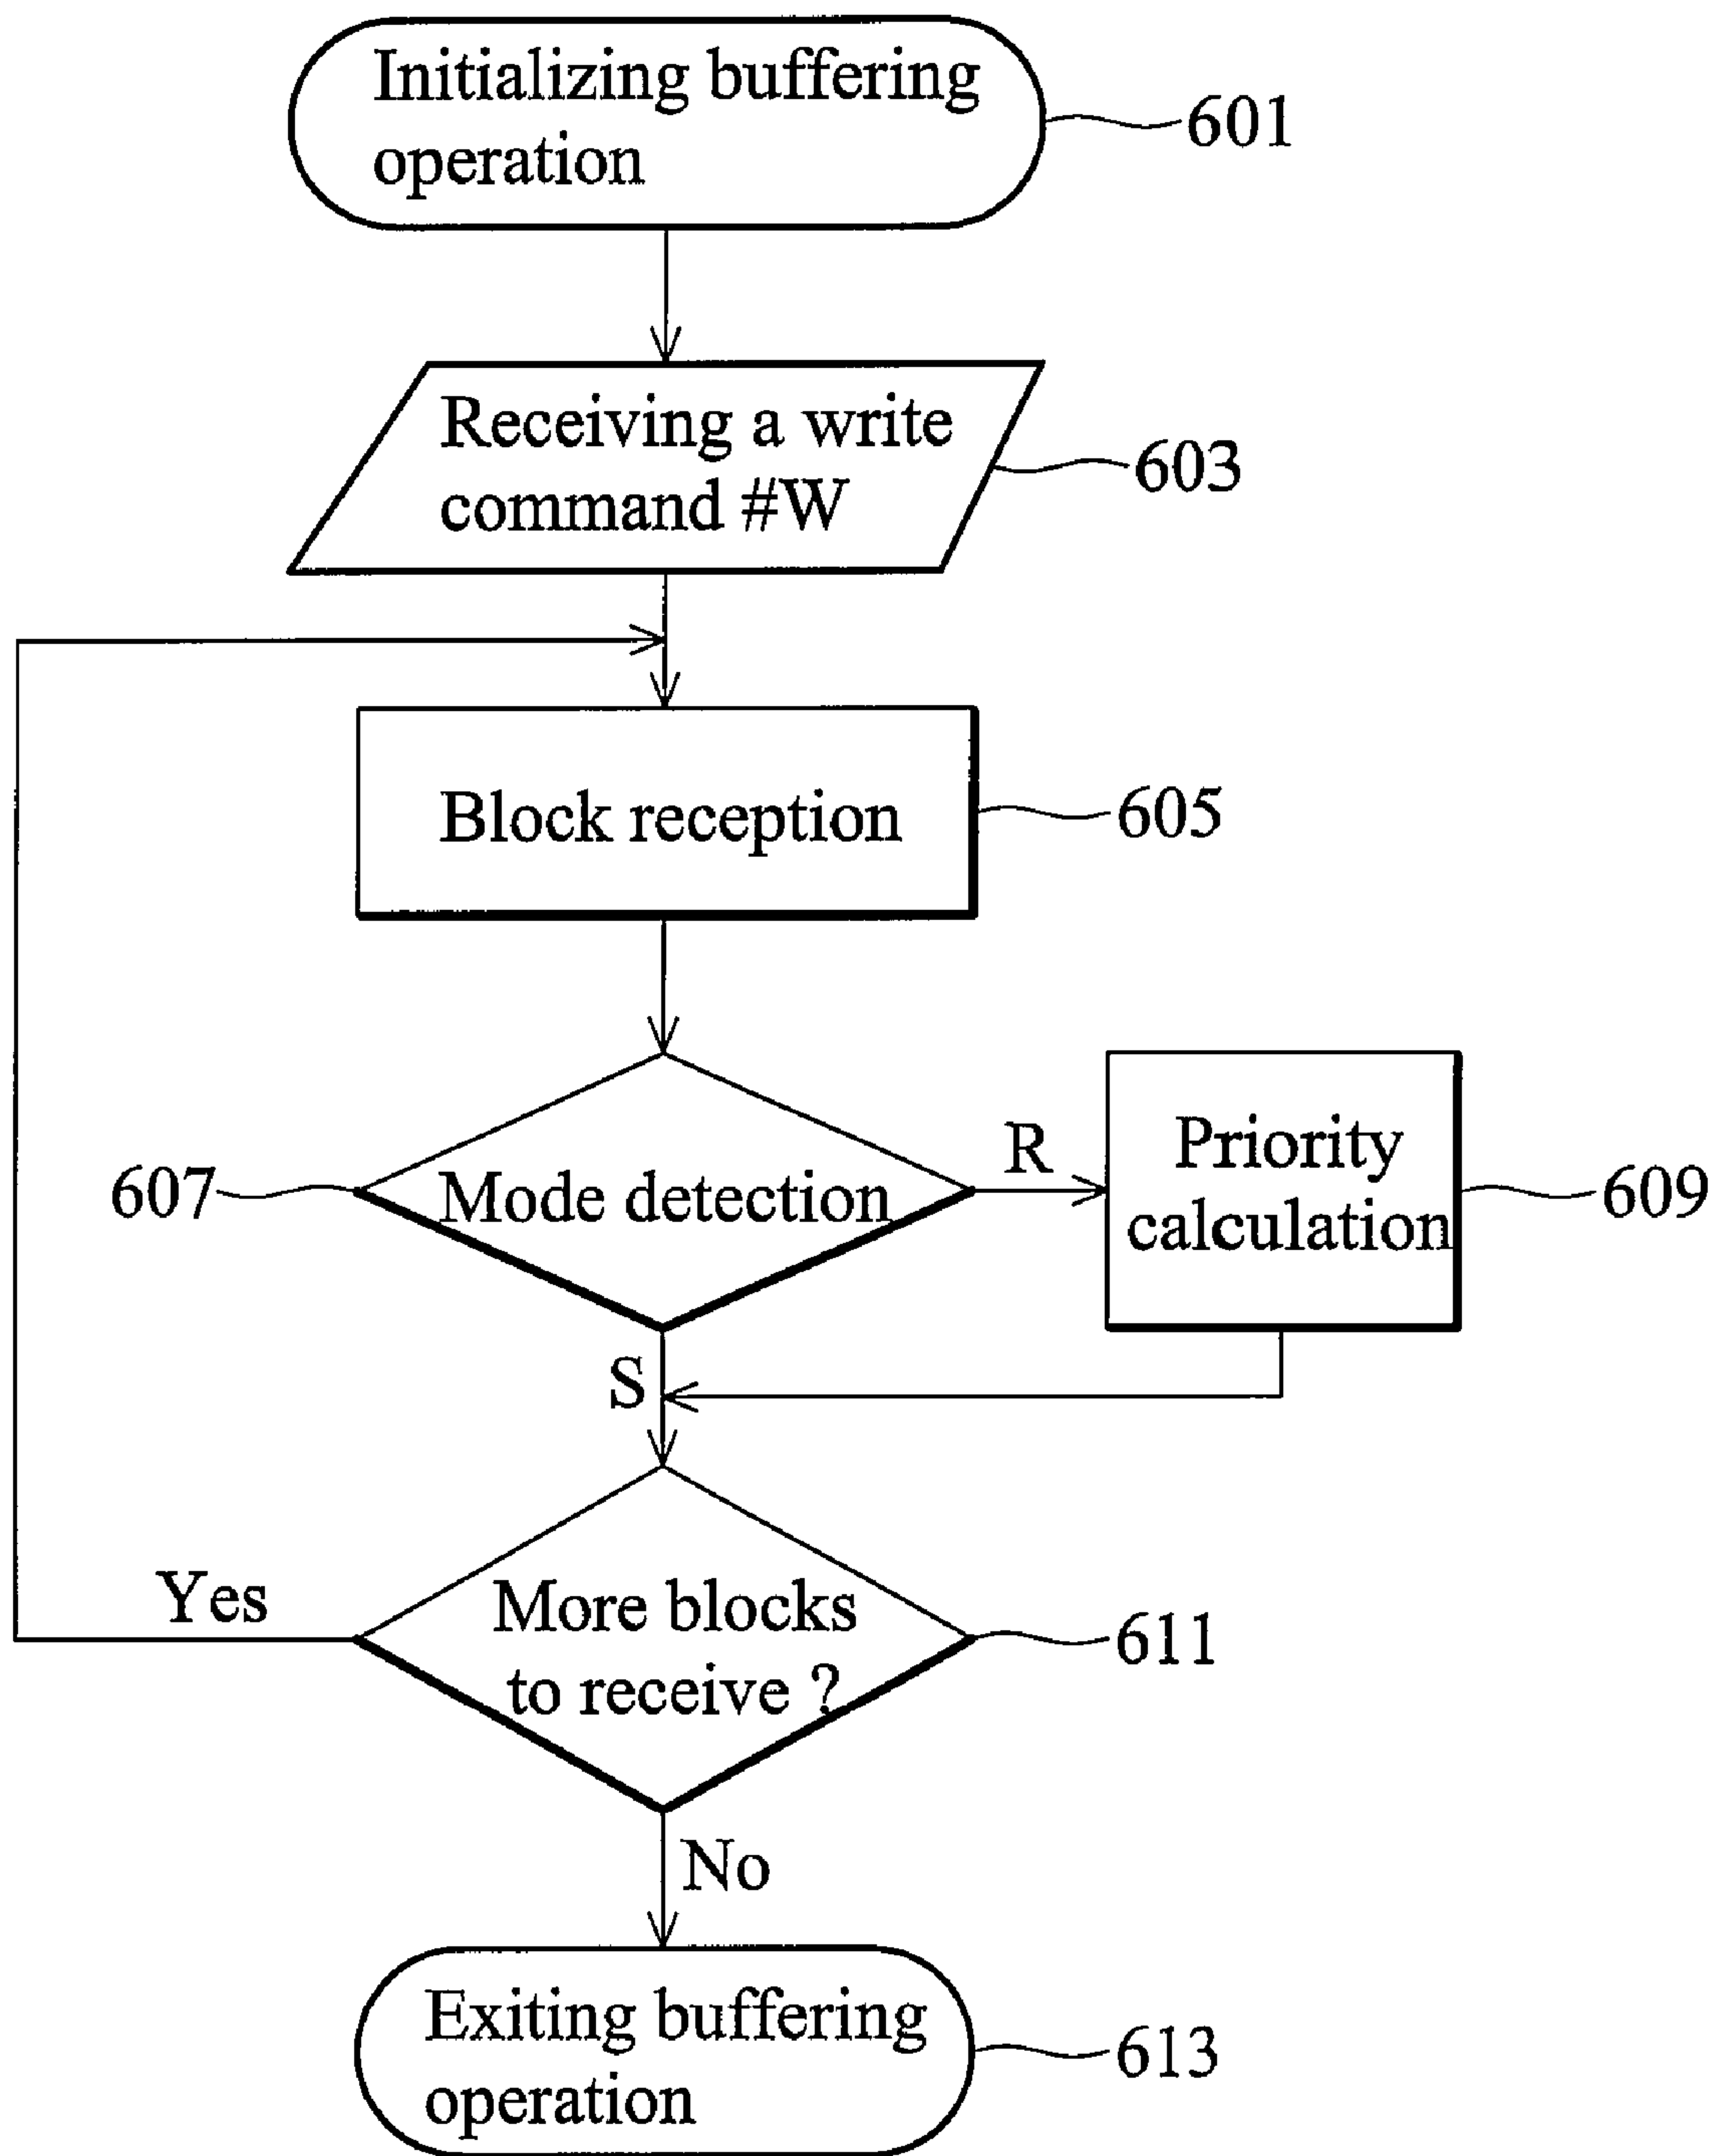 Initializing buffering
operation
601
Receiving a write
command #W
603
Block reception
605
607
Mode detection
R
Priority
calculation
609
S
Yes
More blocks
to receive ?
611
No
Exiting buffering
operation
613